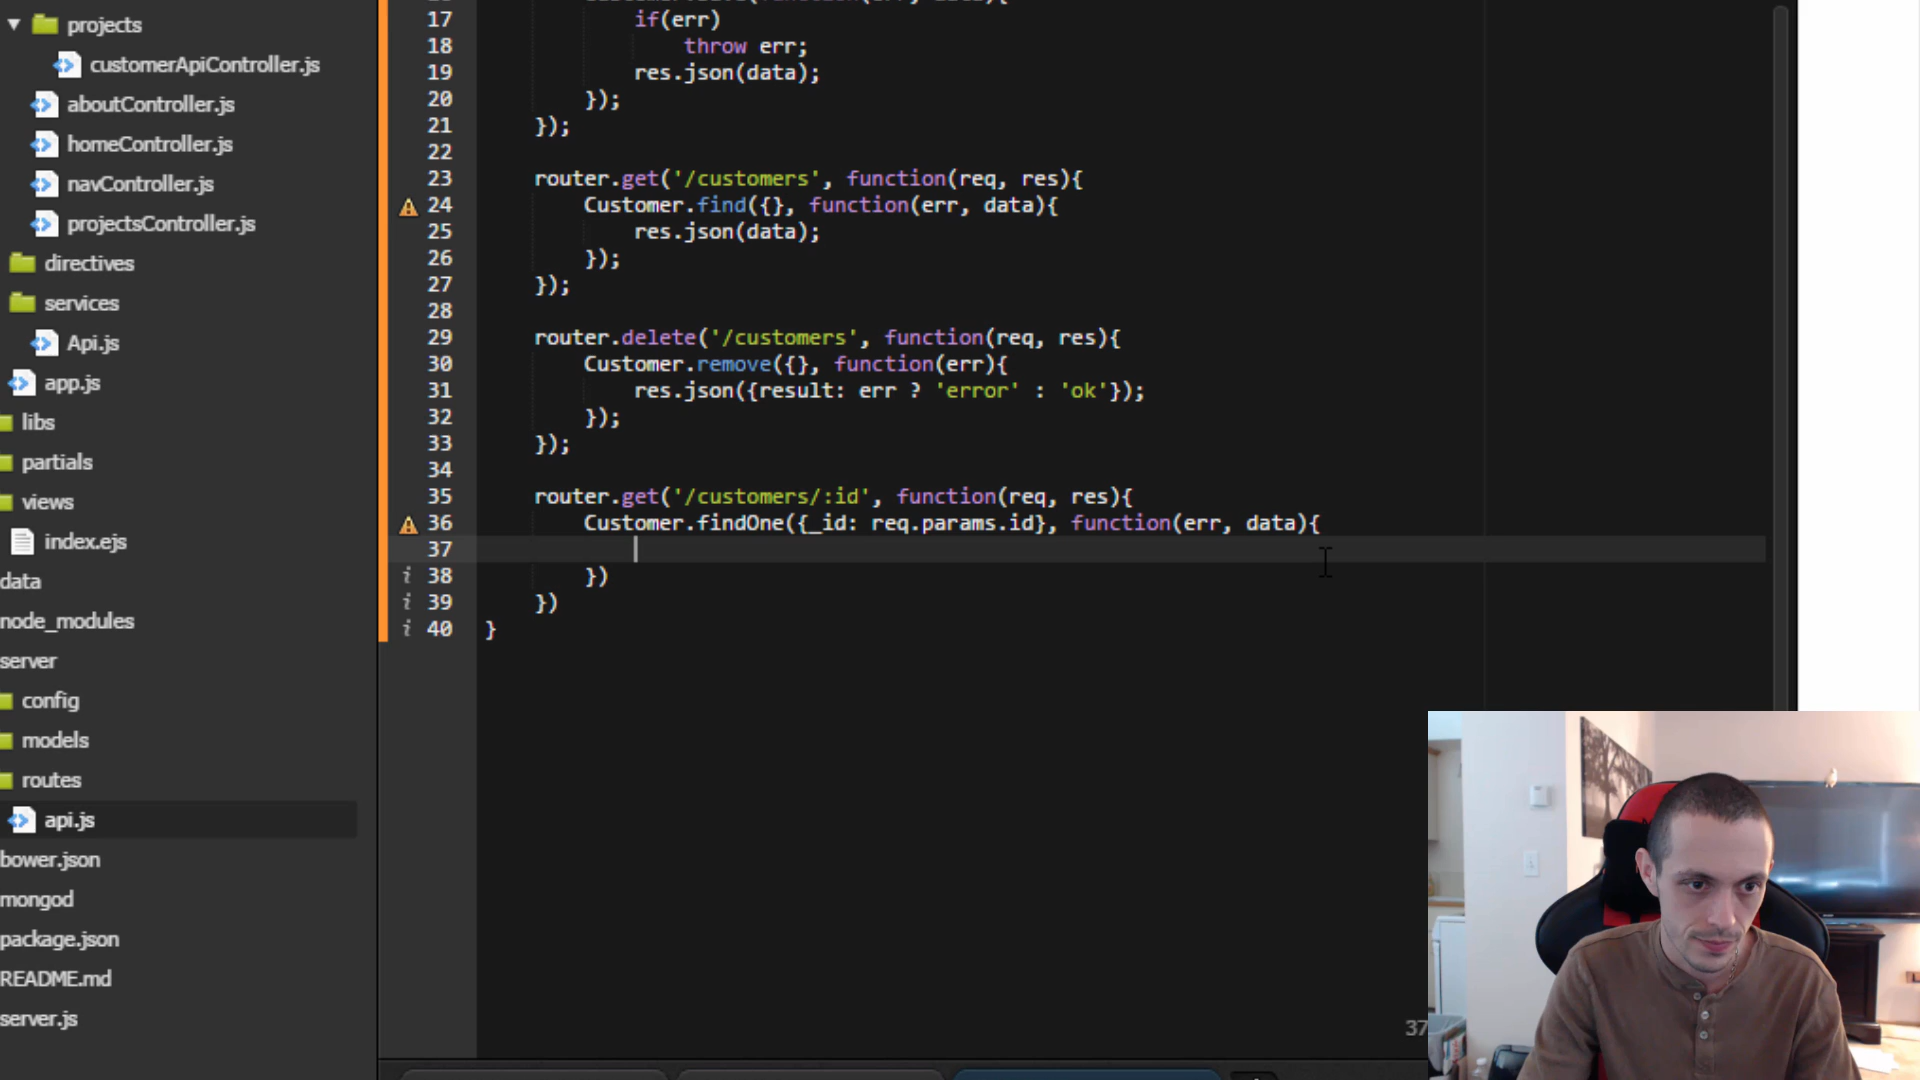 projects
customerApiController.js
aboutController.js
homeController.js
navController.js
projectsController.js
directives
services
Api.js
app.js
libs
partials
views
index.ejs
data
node_modules
server
config
models
routes
api.js
bower.json
mongod
package.json
README.md
server.js
17 if(err)
18 throw err;
19 res.json(data);
20 });
21 });
22
23 router.get('/customers', function(req, res){
24 Customer.find({}, function(err, data){
25 res.json(data);
26 });
27 });
28
29 router.delete('/customers', function(req, res){
30 Customer.remove({}, function(err){
31 res.json({result: err ? 'error' : 'ok'});
32 });
33 });
34
35 router.get('/customers/:id', function(req, res){
36 Customer.findOne({_id: req.params.id}, function(err, data){
37
i 38 })
i 39 })
i 40 }
37